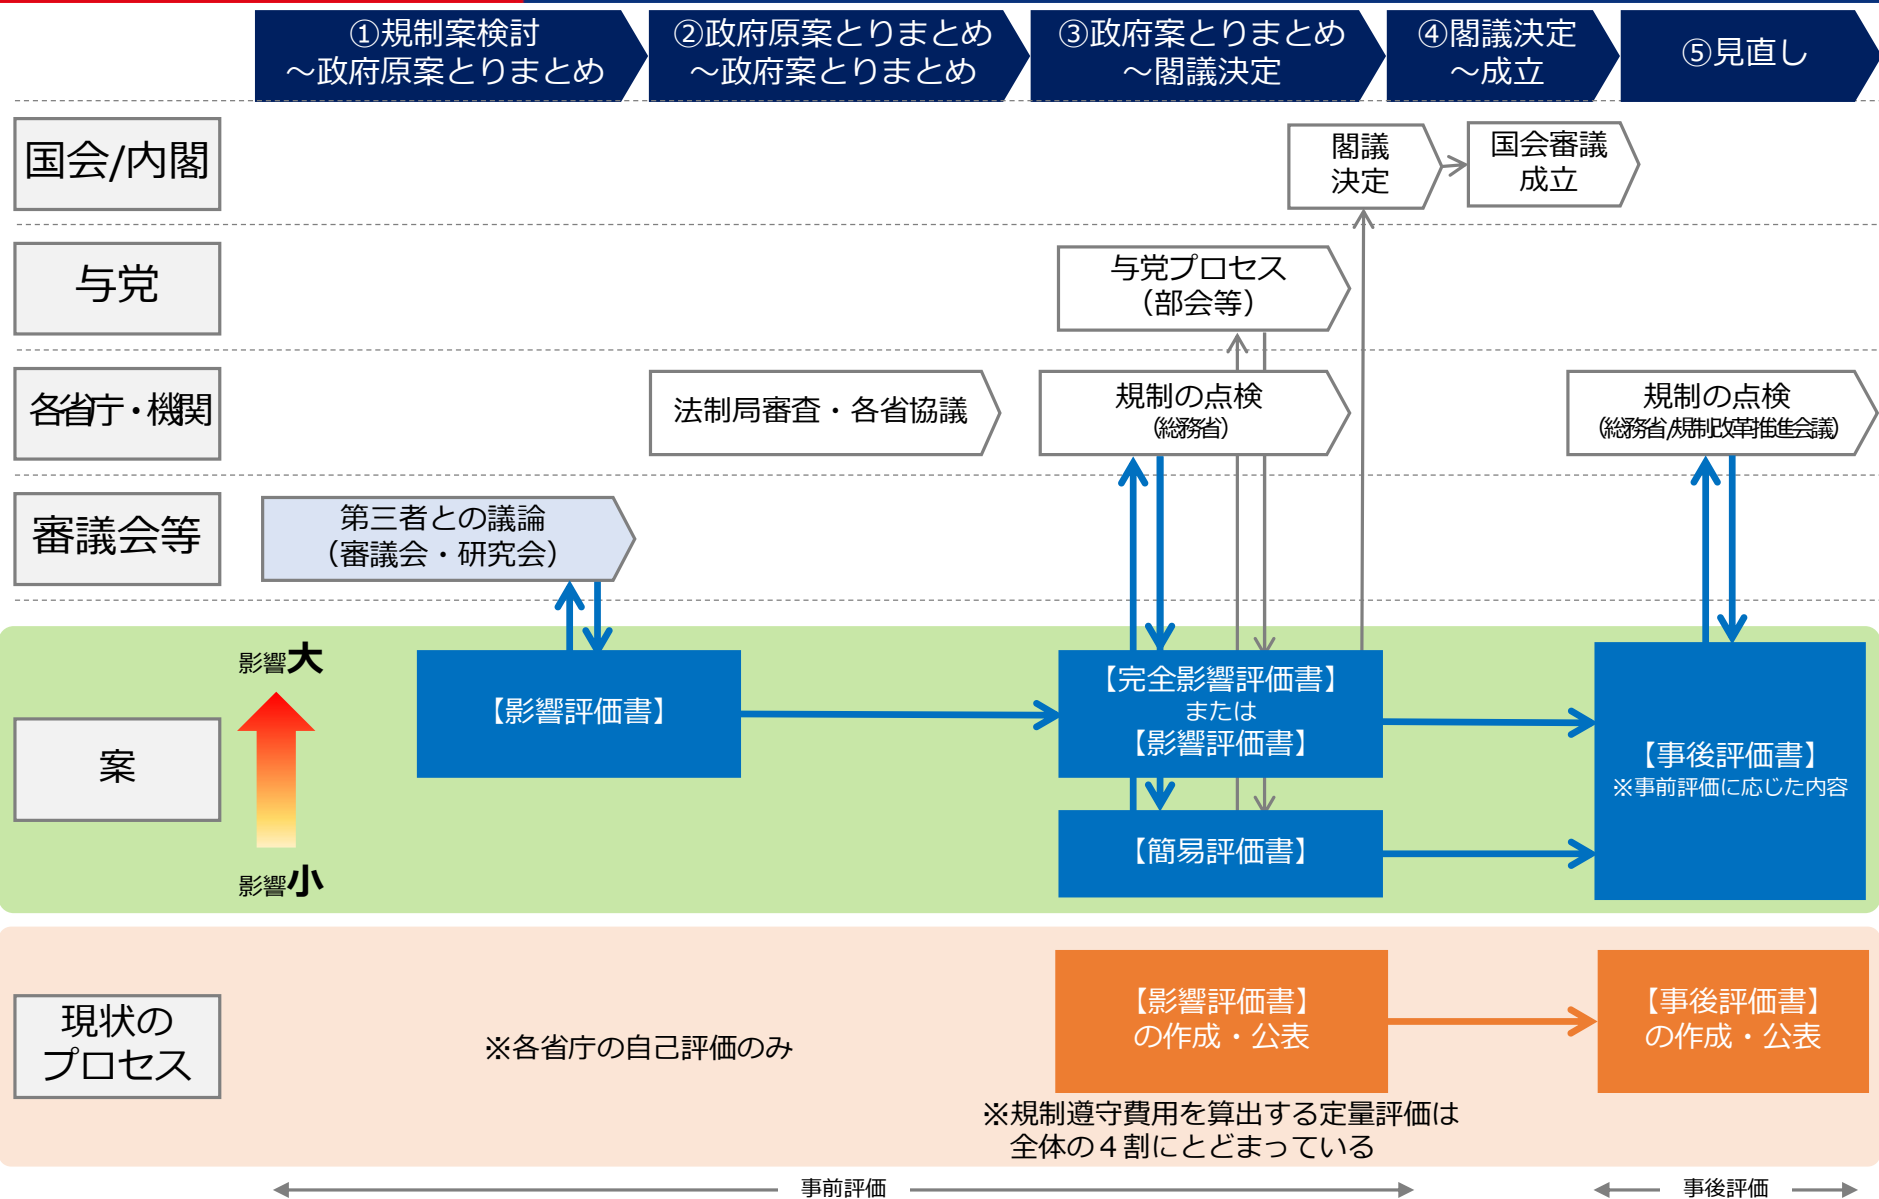 ①規制案検討
～政府原案とりまとめ
②政府原案とりまとめ
～政府案とりまとめ
③政府案とりまとめ
～閣議決定
④閣議決定
～成立
⑤見直し
国会/内閣
閣議
決定
国会審議
成立
与党
与党プロセス
（部会等）
各省庁・機関
法制局審査・各省協議
規制の点検
（総務省）
規制の点検
（総務省/規制改革推進会議）
審議会等
第三者との議論
（審議会・研究会）
案
影響大
影響小
【影響評価書】
【完全影響評価書】
または
【影響評価書】
【簡易評価書】
【事後評価書】
※事前評価に応じた内容
現状の
プロセス
※各省庁の自己評価のみ
【影響評価書】
の作成・公表
※規制遵守費用を算出する定量評価は
全体の４割にとどまっている
【事後評価書】
の作成・公表
事前評価
事後評価